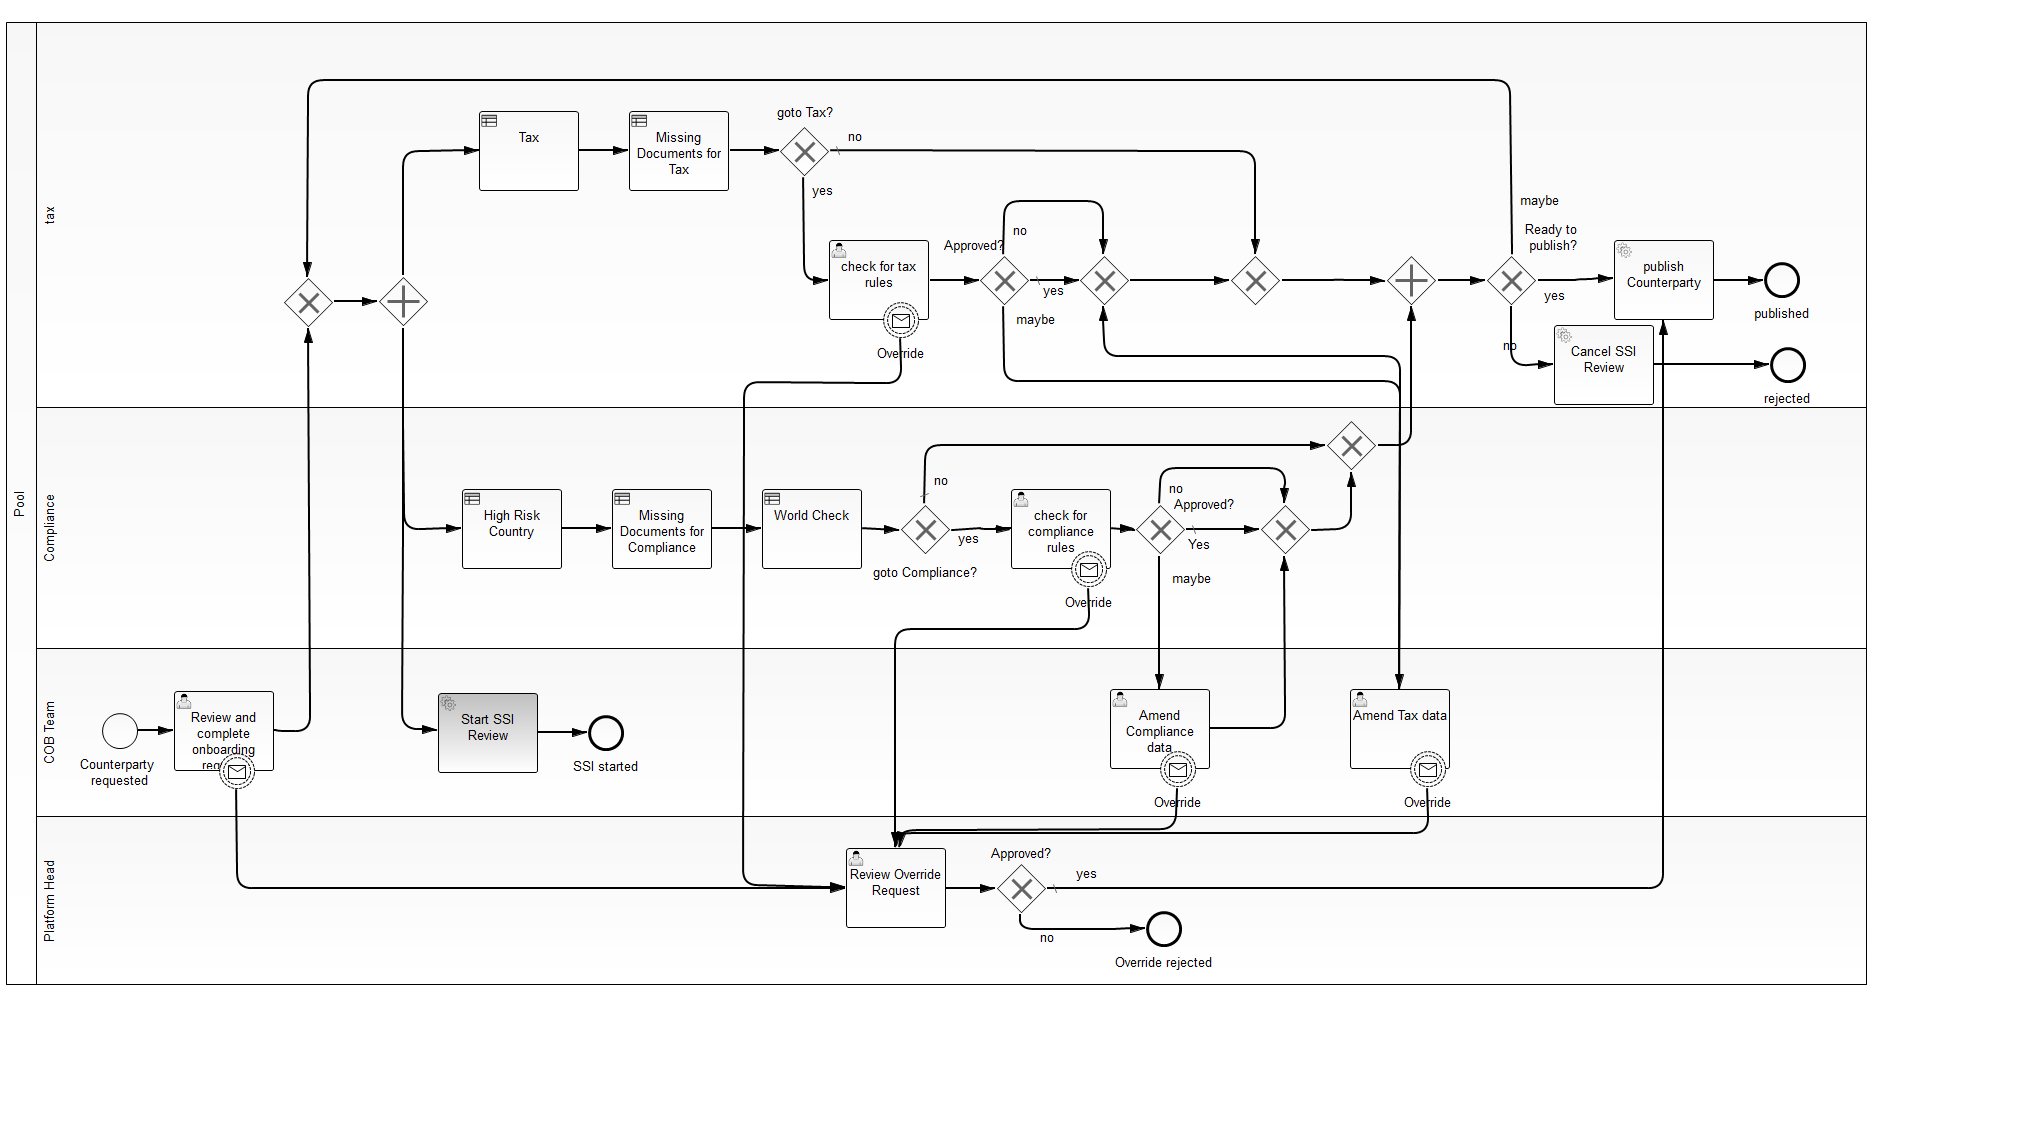 Pool
tax
Tax
Missing
Documents for
Tax
goto Tax?
no
yes
check for tax
rules
Override
Approved?
no
yes
maybe
maybe
Ready to
publish?
yes
no
publish
Counterparty
published
Cancel SSI
Review
rejected
Compliance
High Risk
Country
Missing
Documents for
Compliance
World Check
goto Compliance?
no
yes
check for
compliance
rules
Override
no
Approved?
Yes
maybe
COB Team
Counterparty
requested
Review and
complete
onboarding
Start SSI
Review
SSI started
Amend
Compliance
data
Override
Amend Tax data
Override
Platform Head
Review Override
Request
Approved?
yes
no
Override rejected